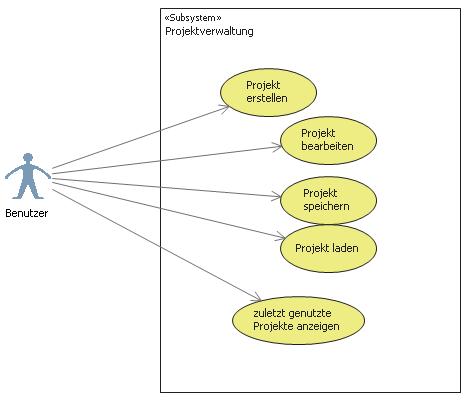 «Subsystem»
Projektverwaltung
Projekt
erstellen
Projekt
bearbeiten
Projekt
speichern
Benutzer
Projekt laden
zuletzt genutzte
Projekte anzeigen